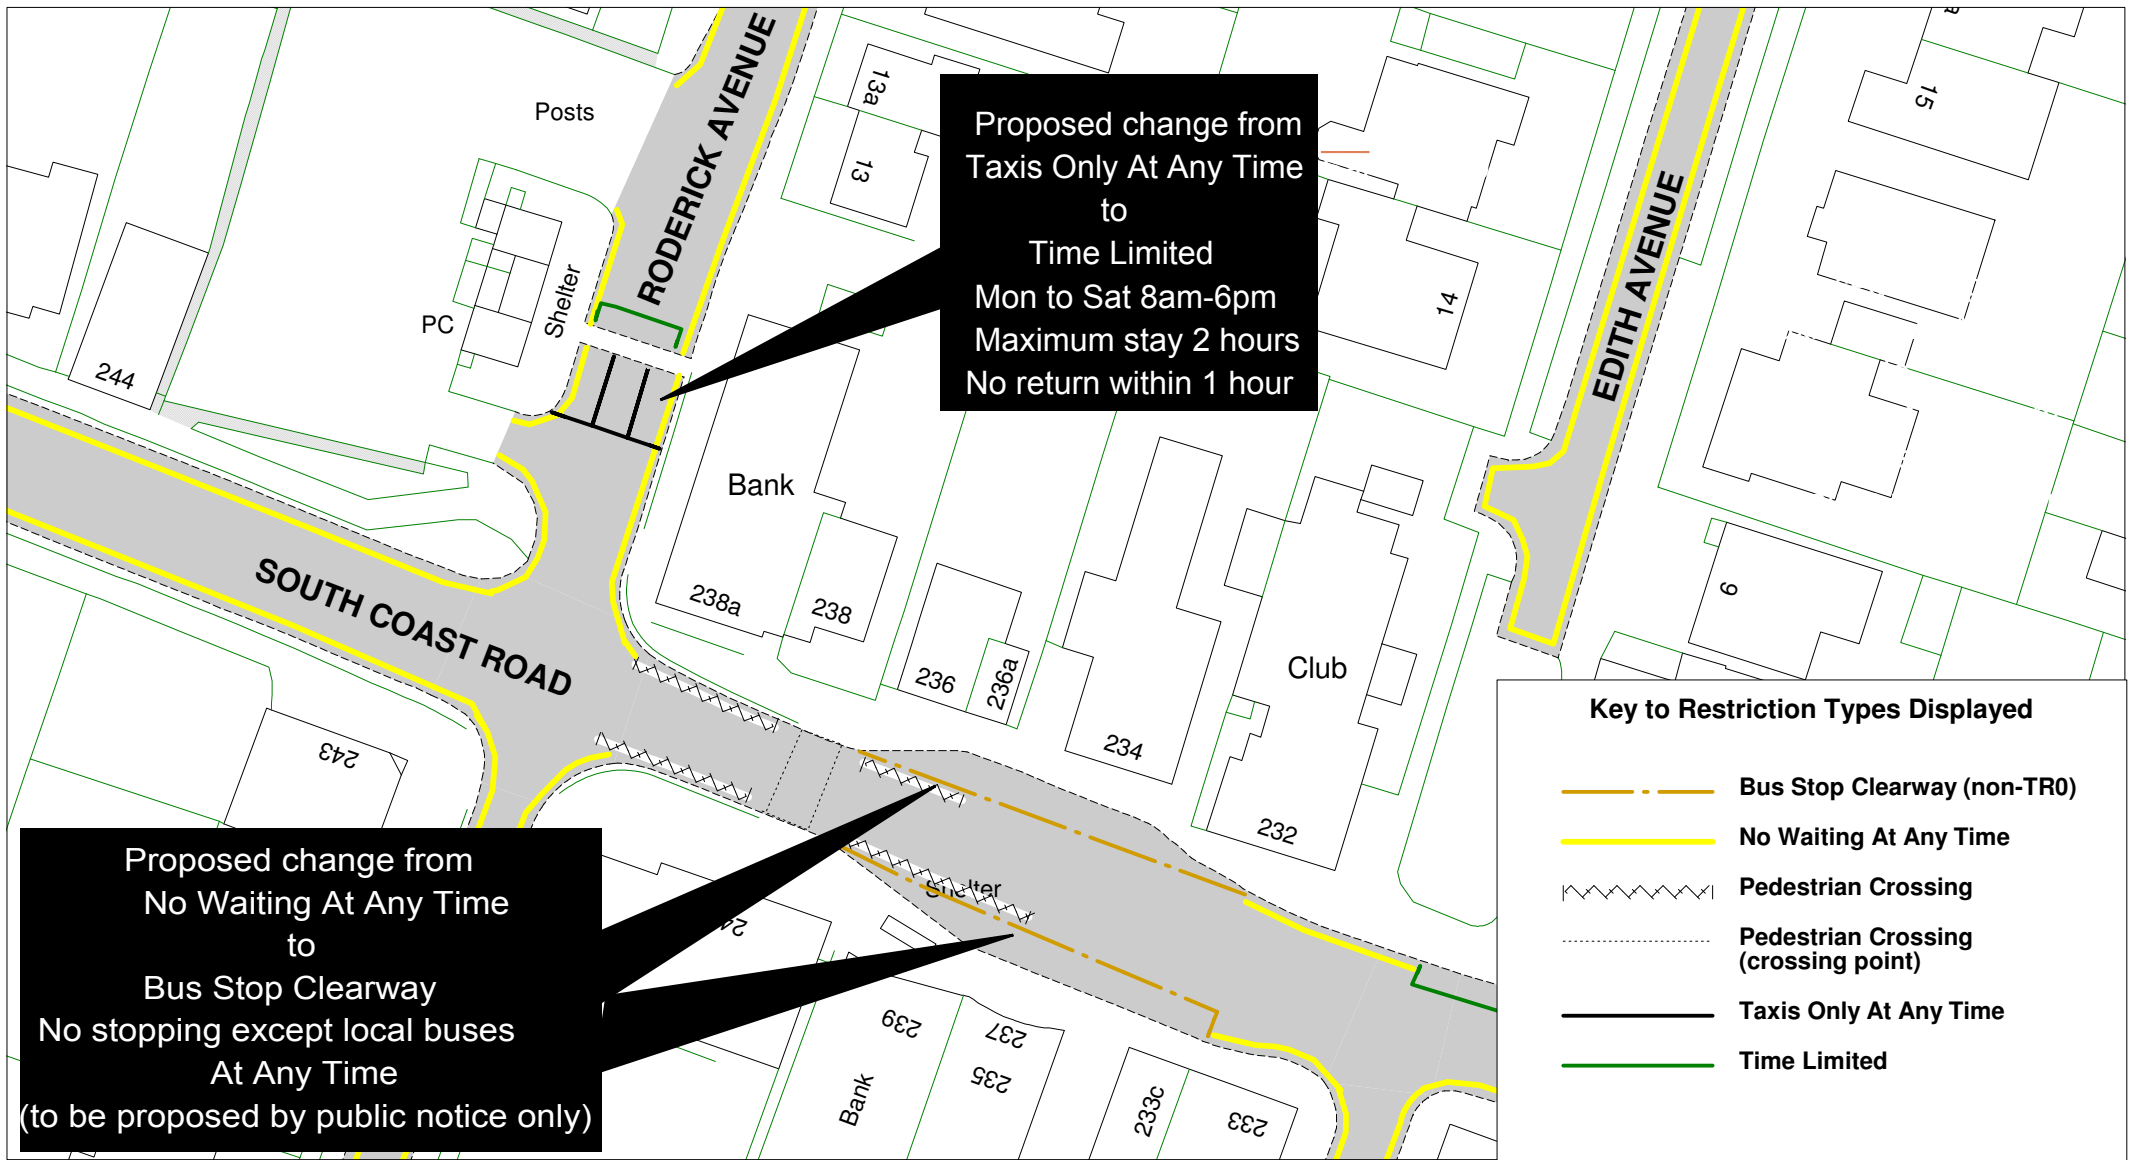 Posts
RODERICK AVENUE
13a
13
Proposed change from
Taxis Only At Any Time
to
Time Limited
Mon to Sat 8am-6pm
Maximum stay 2 hours
No return within 1 hour
15
EDITH AVENUE
14
Shelter
PC
244
Bank
238a
238
236
236a
234
Club
232
9
SOUTH COAST ROAD
243
Shelter
Proposed change from
No Waiting At Any Time
to
Bus Stop Clearway
No stopping except local buses
At Any Time
(to be proposed by public notice only)
239
237
235
Bank
233c
233
Key to Restriction Types Displayed
Bus Stop Clearway (non-TR0)
No Waiting At Any Time
Pedestrian Crossing
Pedestrian Crossing
(crossing point)
Taxis Only At Any Time
Time Limited